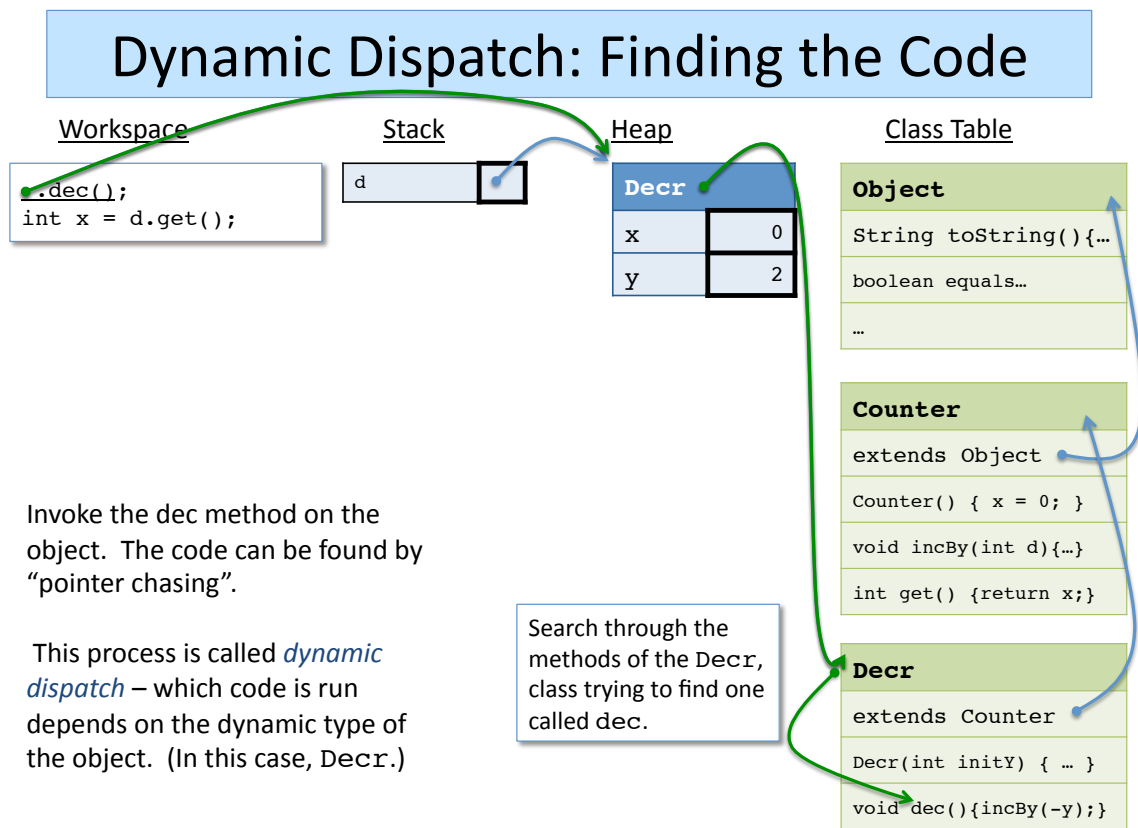 Dynamic Dispatch: Finding the Code
Workspace
Stack
Heap
Class Table
.dec();
int x = d.get();
d
Decr
x 0
y 2
Object
String toString(){…
boolean equals…
…
Counter
extends Object
Counter() { x = 0; }
void incBy(int d){…}
int get() {return x;}
Decr
extends Counter
Decr(int initY) { … }
void dec(){incBy(-y);}
Invoke the dec method on the
object.  The code can be found by
“pointer chasing”.
This process is called dynamic
dispatch – which code is run
depends on the dynamic type of
the object.  (In this case, Decr.)
Search through the
methods of the Decr,
class trying to find one
called dec.